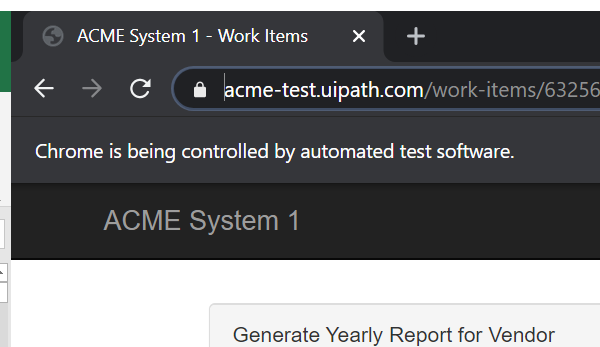 ACME System 1 - Work Items
acme-test.uipath.com/work-items/63256
Chrome is being controlled by automated test software.
ACME System 1
Generate Yearly Report for Vendor